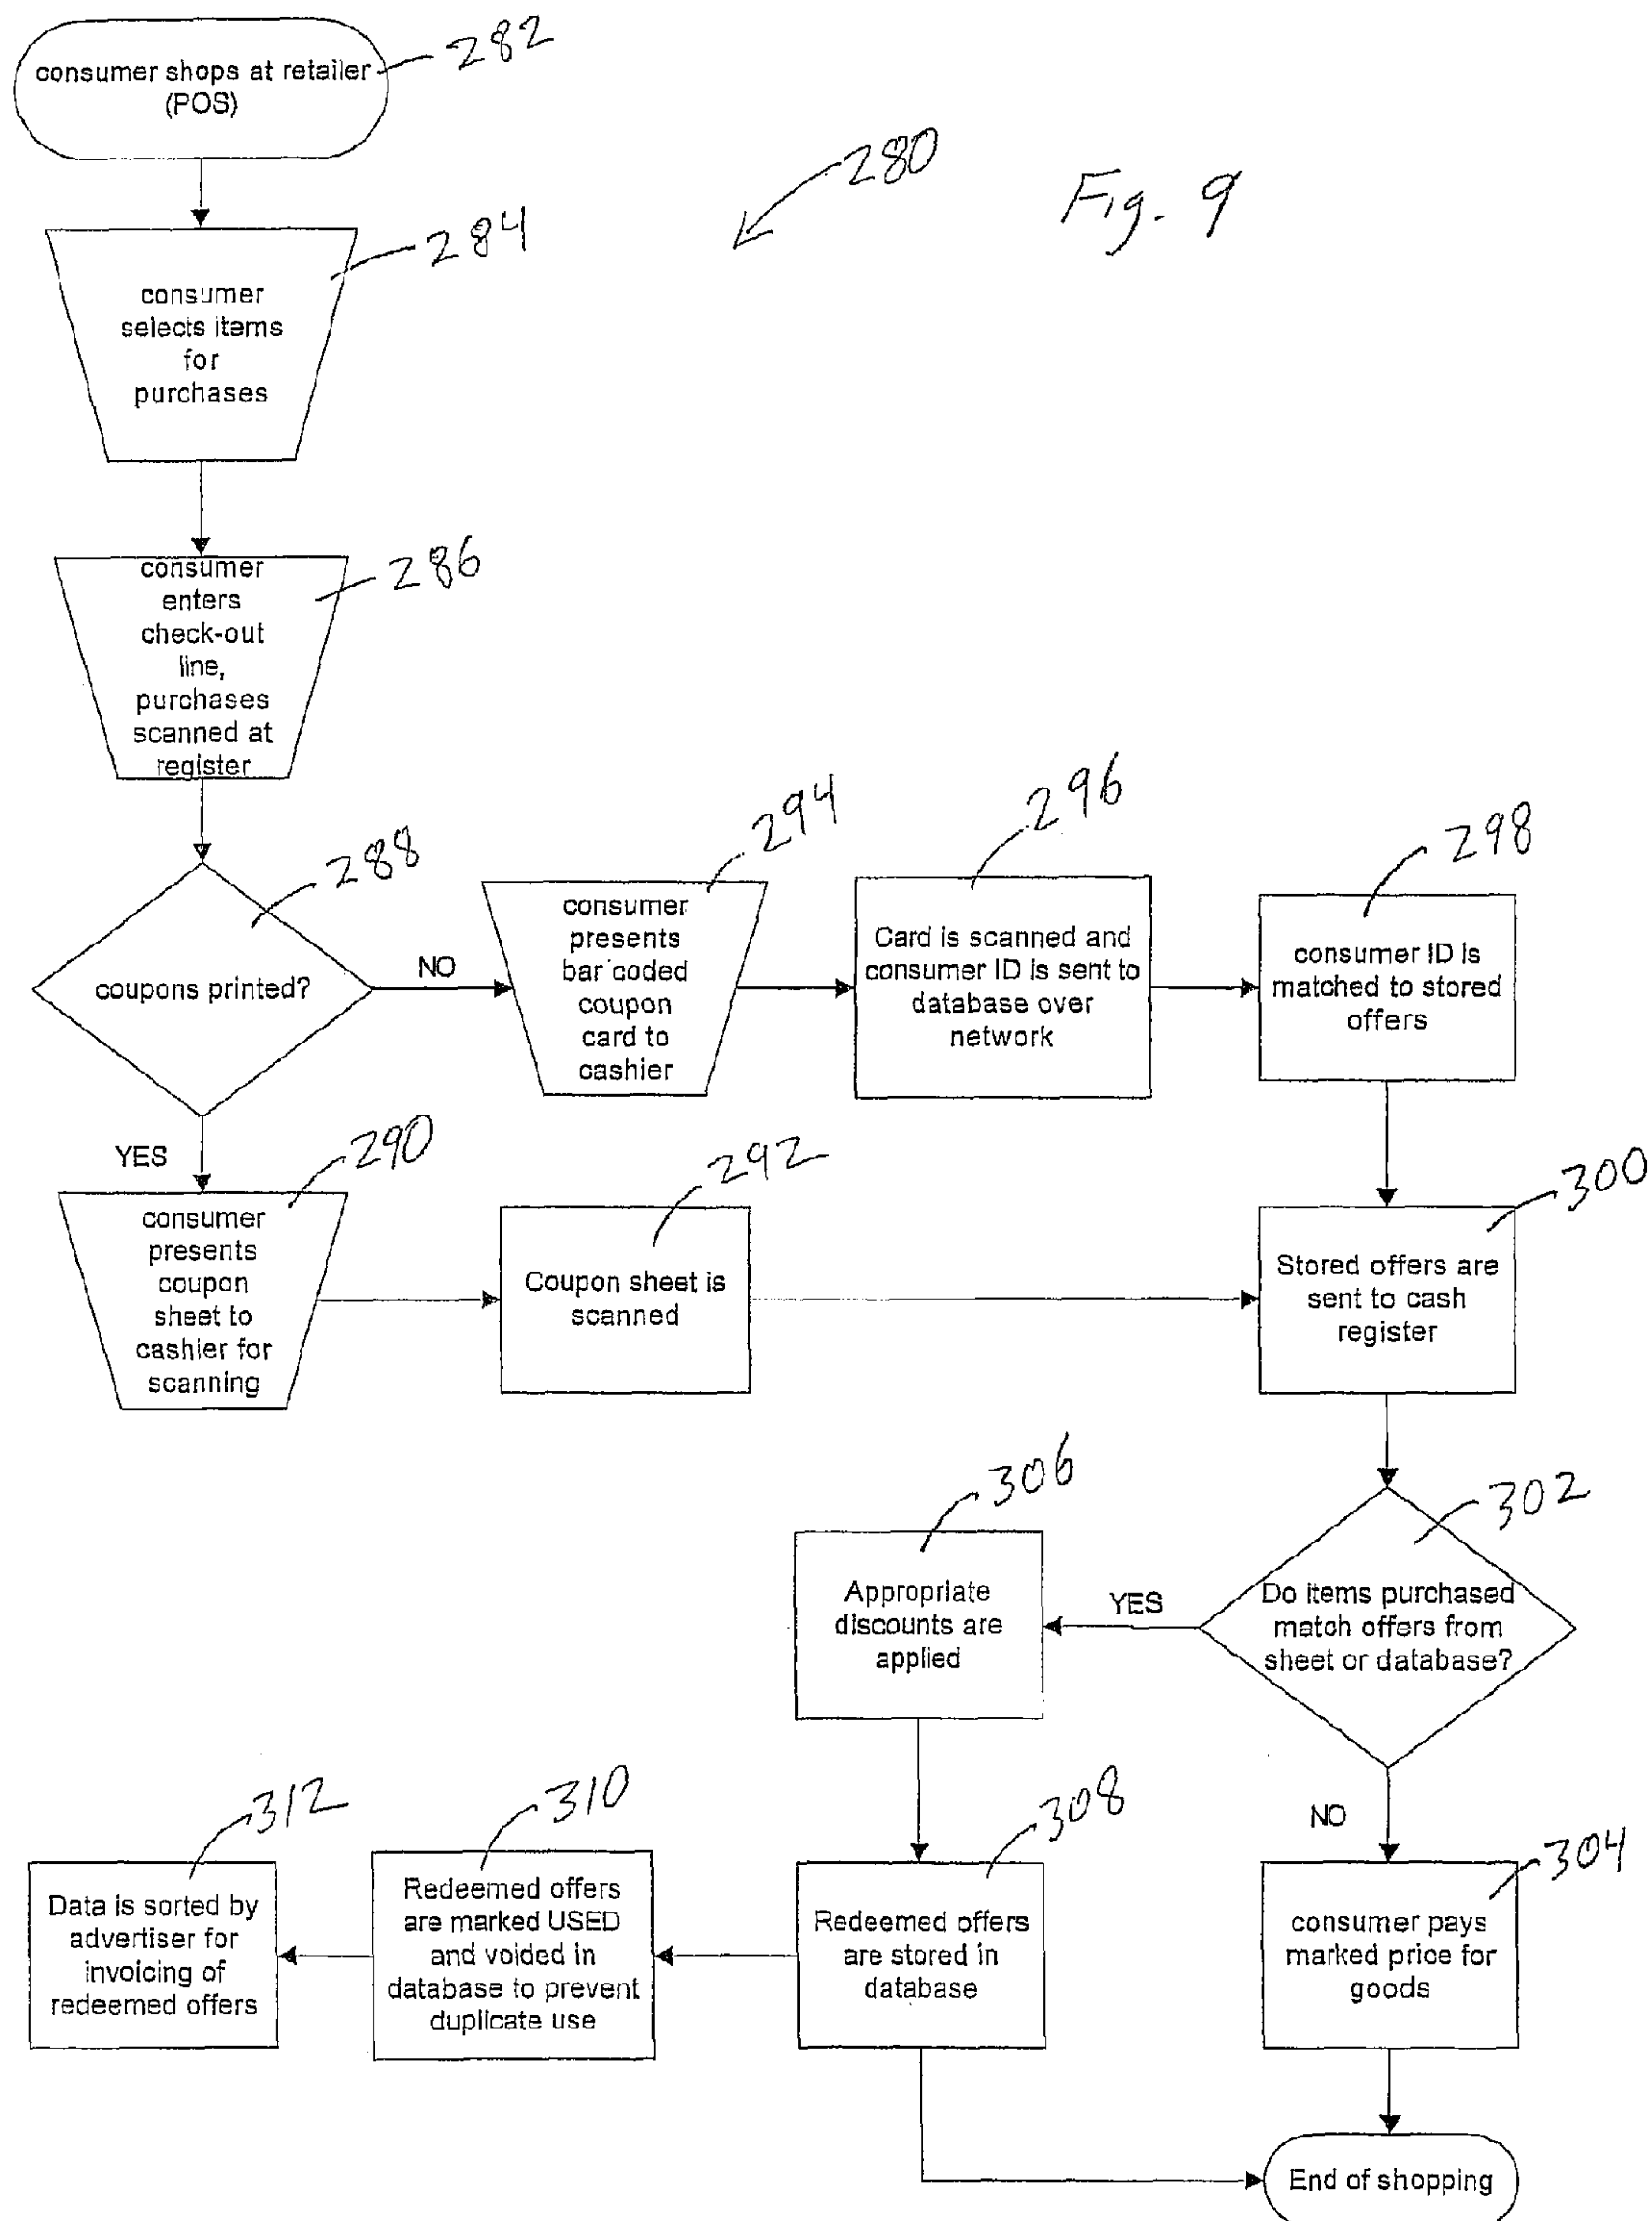 282
consumer shops at retailer
(POS)
280
Fig. 9
284
consumer
selects items
for
purchases
286
consumer
enters
check-out
line,
purchases
scanned at
register
288
coupons printed?
NO
YES
294
consumer
presents
bar coded
coupon
card to
cashier
296
Card is scanned and
consumer ID is sent to
database over
network
298
consumer ID is
matched to stored
offers
290
consumer
presents
coupon
sheet to
cashier for
scanning
292
Coupon sheet is
scanned
300
Stored offers are
sent to cash
register
302
Do items purchased
match offers from
sheet or database?
YES
NO
306
Appropriate
discounts are
applied
304
consumer pays
marked price for
goods
308
Redeemed offers
are stored in
database
310
Redeemed offers
are marked USED
and voided in
database to prevent
duplicate use
312
Data is sorted by
advertiser for
invoicing of
redeemed offers
End of shopping